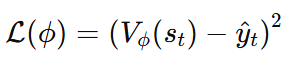 ℒ(ϕ) = (V_ϕ(s_t) − ŷ_t)²